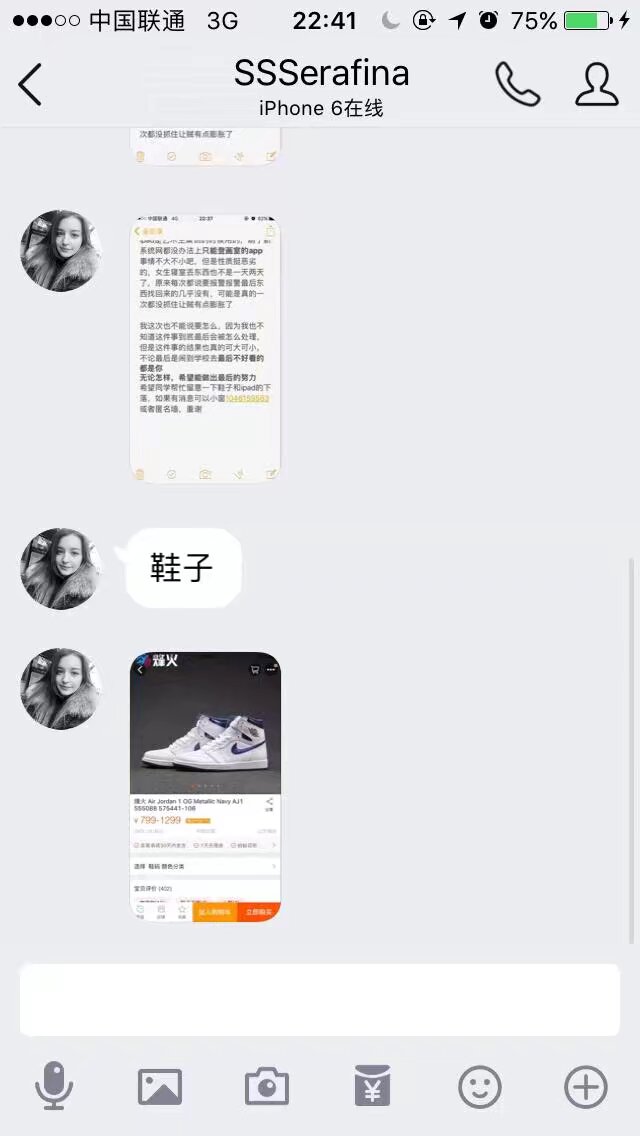 中国联通 3G 22:41 75%
SSSerafina
iPhone 6在线
次都没抓住让贼有点膨胀了
中国联通 4G 22:37
系统网都没办法上只能登画室的app
事情不大不小吧，但是性质挺恶劣
的，女生寝室丢东西也不是一天两天
了，原来每次都说要报警报警最后东
西找回来的几乎没有，可能是真的一
次都没抓住让贼有点膨胀了
我这次也不能说要怎么，因为我也不
知道这件事到底最后会被怎么处理，
但是这件事的结果也真的可大可小，
不论最后是闹到学校去最后不好看的
都是你
无论怎样，希望能做出最后的努力
希望同学帮忙留意一下鞋子和ipad的下
落，如果有消息可以小窗1046159563
或者匿名墙，重谢
鞋子
烽火
烽火 Air Jordan 1 OG Metallic Navy AJ1
555088 575441-106
¥ 799-1299
分享
选择 鞋码 颜色分类
宝贝评价 (402)
加入购物车 立即购买